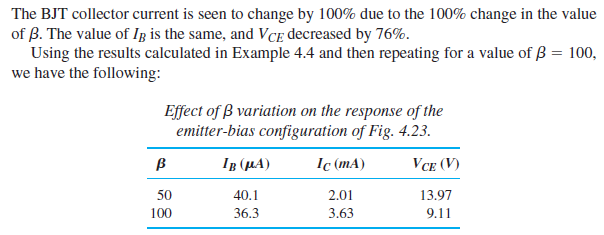 The BJT collector current is seen to change by 100% due to the 100% change in the value
of β. The value of I_B is the same, and V_CE decreased by 76%.
Using the results calculated in Example 4.4 and then repeating for a value of β = 100,
we have the following:
Effect of β variation on the response of the
emitter-bias configuration of Fig. 4.23.
β I_B (μA) I_C (mA) V_CE (V)
50 40.1 2.01 13.97
100 36.3 3.63 9.11